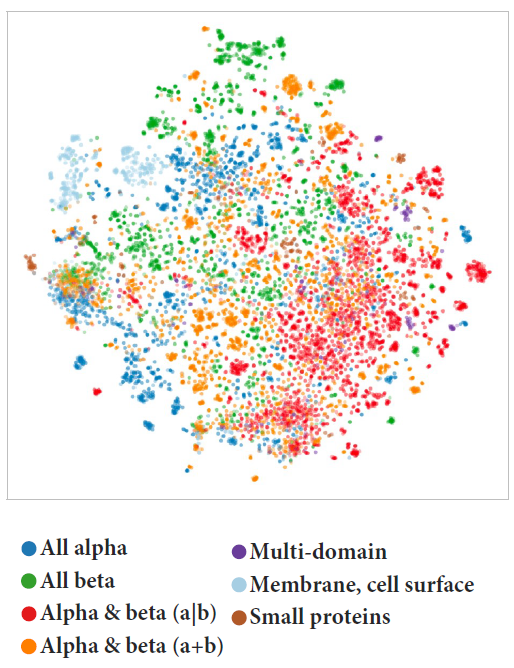 All alpha
All beta
Alpha & beta (a|b)
Alpha & beta (a+b)
Multi-domain
Membrane, cell surface
Small proteins